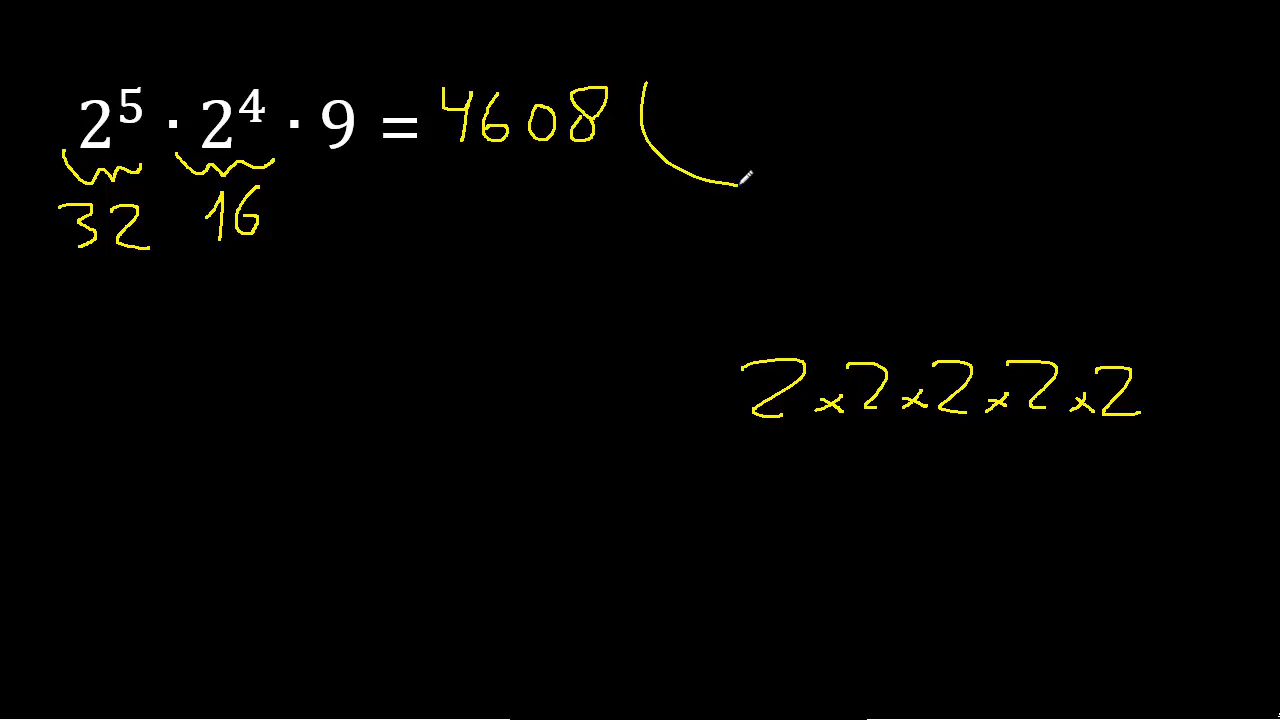 2⁵ · 2⁴ · 9 = 4608
32 16
2×2×2×2×2